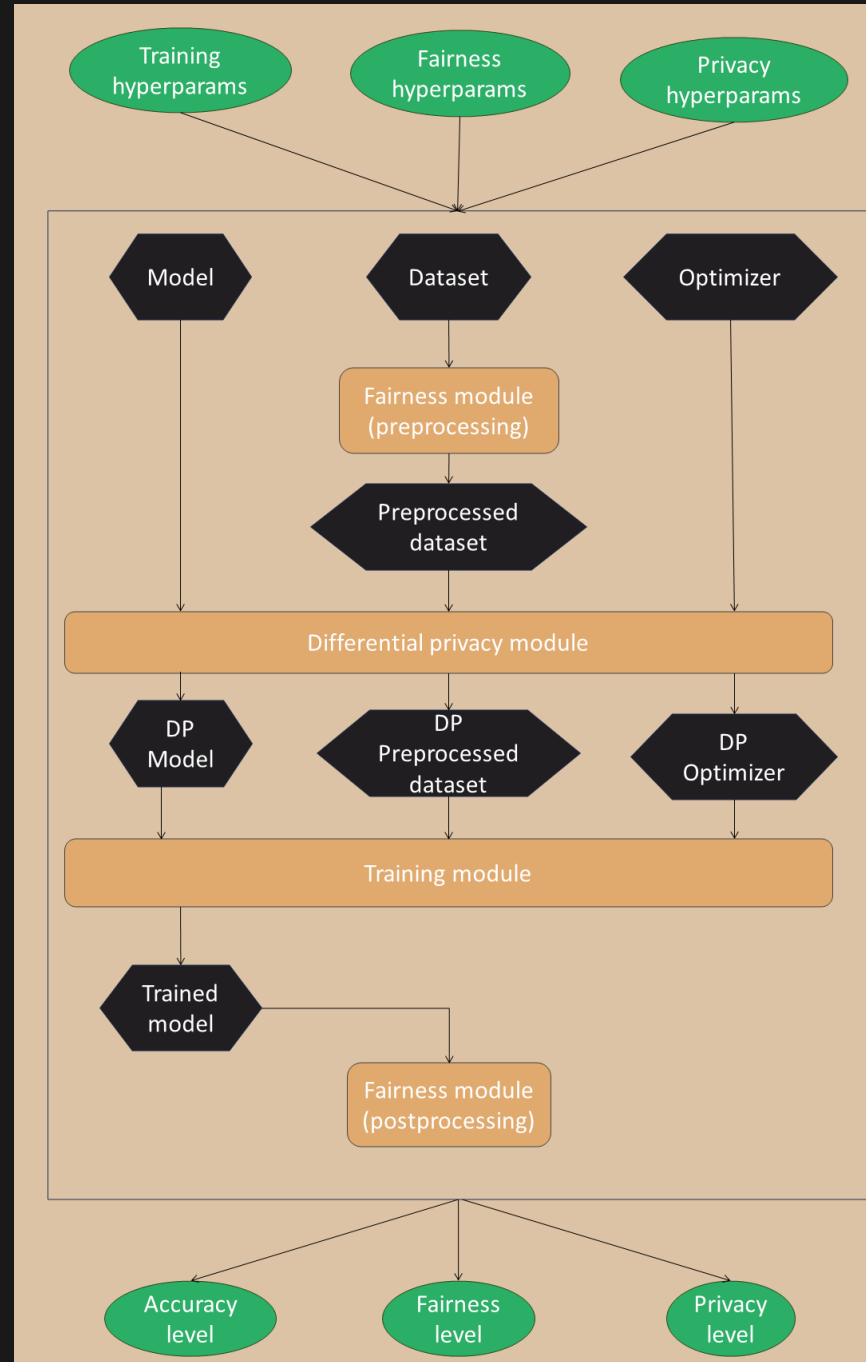 Training
hyperparams
Fairness
hyperparams
Privacy
hyperparams
Model
Dataset
Optimizer
Fairness module
(preprocessing)
Preprocessed
dataset
Differential privacy module
DP
Model
DP
Preprocessed
dataset
DP
Optimizer
Training module
Trained
model
Fairness module
(postprocessing)
Accuracy
level
Fairness
level
Privacy
level